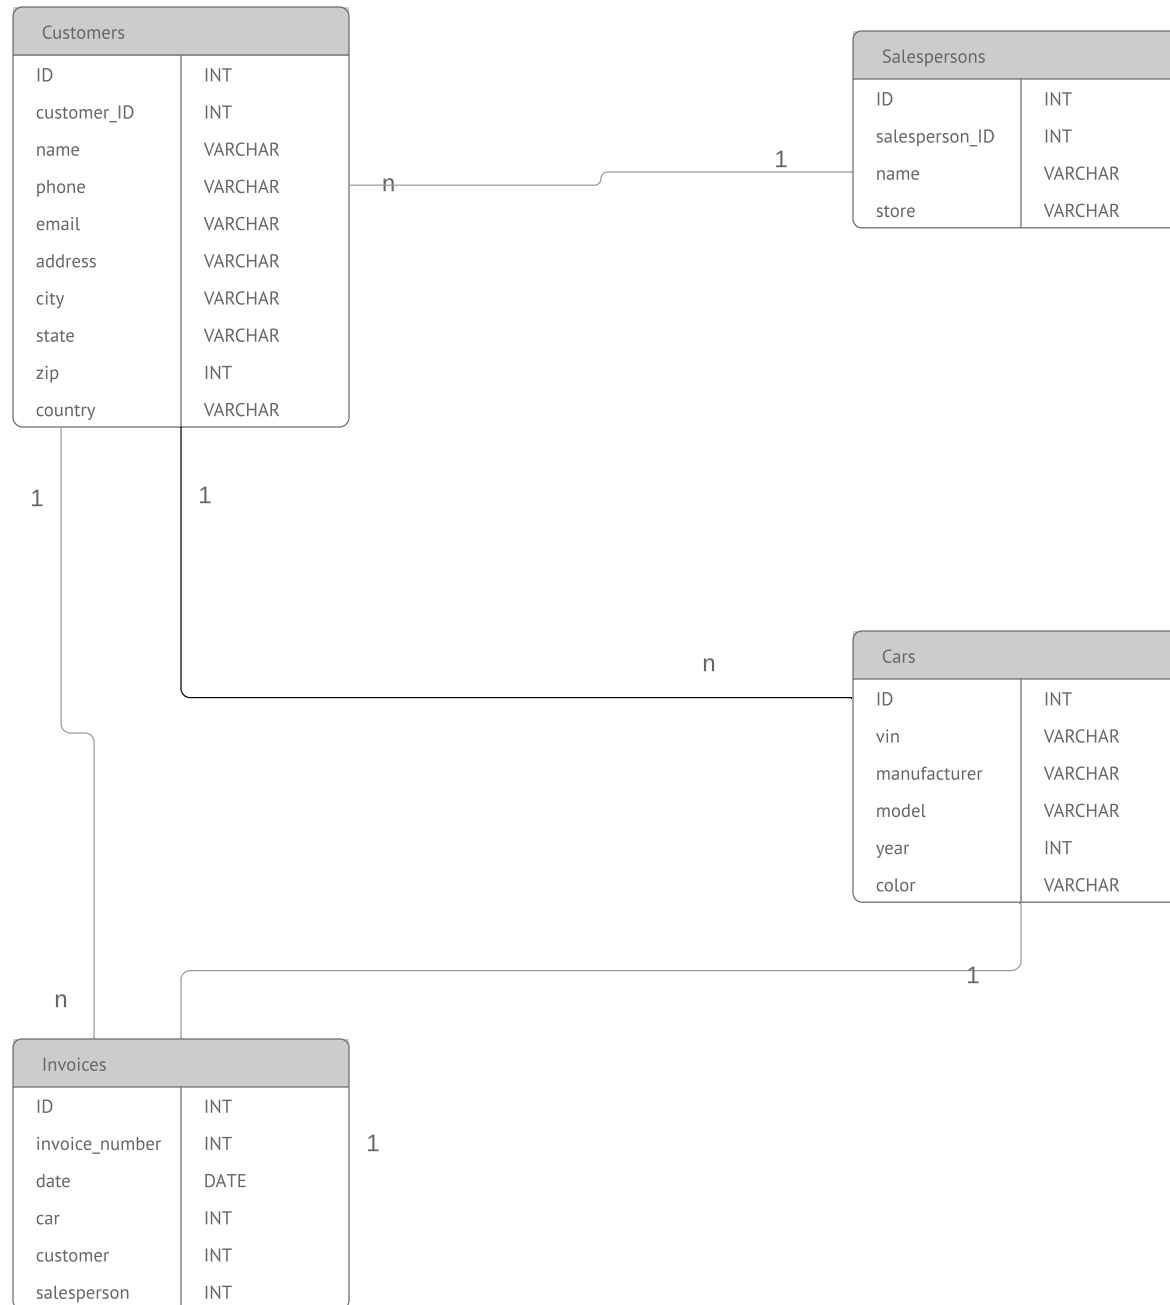 Customers
ID INT
customer_ID INT
name VARCHAR
phone VARCHAR
email VARCHAR
address VARCHAR
city VARCHAR
state VARCHAR
zip INT
country VARCHAR
n
1
Salespersons
ID INT
salesperson_ID INT
name VARCHAR
store VARCHAR
1
1
n
Cars
ID INT
vin VARCHAR
manufacturer VARCHAR
model VARCHAR
year INT
color VARCHAR
1
n
Invoices
ID INT
invoice_number INT
date DATE
car INT
customer INT
salesperson INT
1